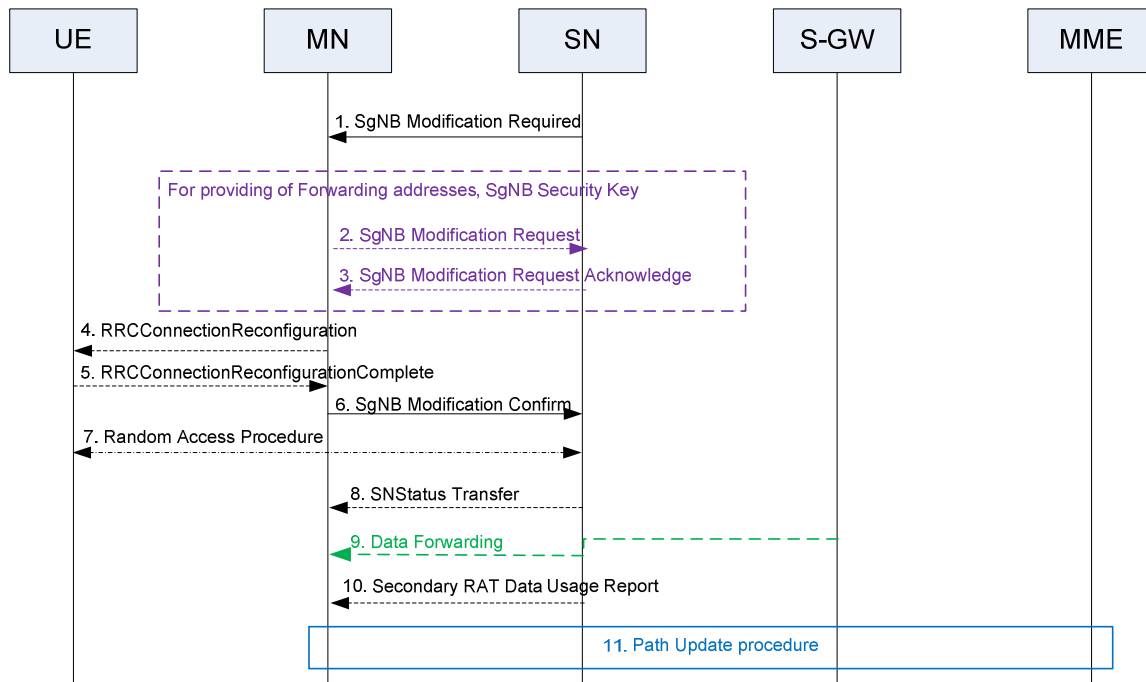 UE
MN
SN
S-GW
MME
1. SgNB Modification Required
For providing of Forwarding addresses, SgNB Security Key
2. SgNB Modification Request
3. SgNB Modification Request Acknowledge
4. RRCConnectionReconfiguration
5. RRCConnectionReconfigurationComplete
6. SgNB Modification Confirm
7. Random Access Procedure
8. SNStatus Transfer
9. Data Forwarding
10. Secondary RAT Data Usage Report
11. Path Update procedure